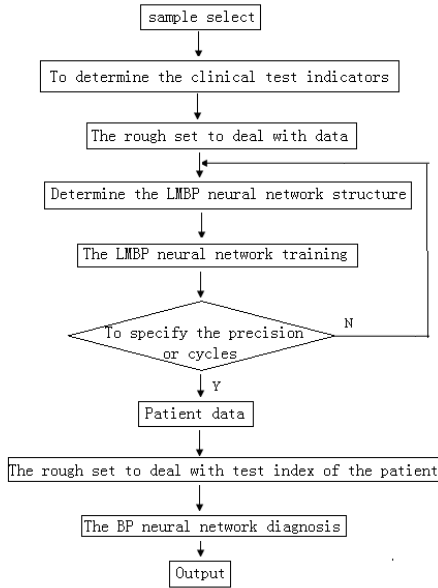 sample select
To determine the clinical test indicators
The rough set to deal with data
Determine the LMBP neural network structure
The LMBP neural network training
To specify the precision
or cycles
N
Y
Patient data
The rough set to deal with test index of the patient
The BP neural network diagnosis
Output